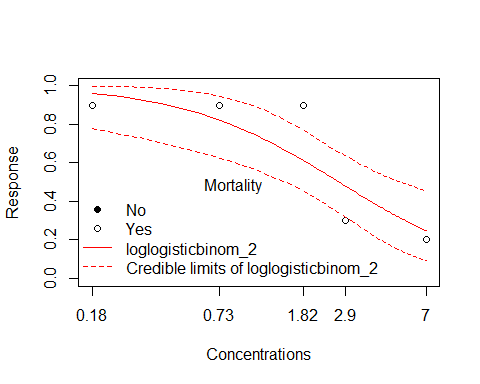 Response
1.0
0.8
0.6
0.4
0.2
0.0
Mortality
No
Yes
loglogisticbinom_2
Credible limits of loglogisticbinom_2
0.18 0.73 1.82 2.9 7
Concentrations